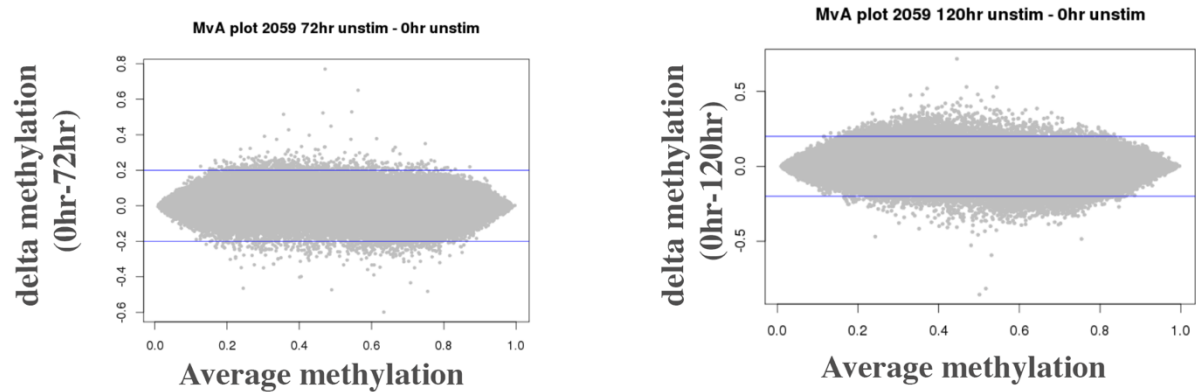 MvA plot 2059 72hr unstim - 0hr unstim
delta methylation
(0hr-72hr)
0.8
0.6
0.4
0.2
0.0
-0.2
-0.4
-0.6
0.0 0.2 0.4 0.6 0.8 1.0
Average methylation
MvA plot 2059 120hr unstim - 0hr unstim
delta methylation
(0hr-120hr)
0.5
0.0
-0.5
0.0 0.2 0.4 0.6 0.8 1.0
Average methylation